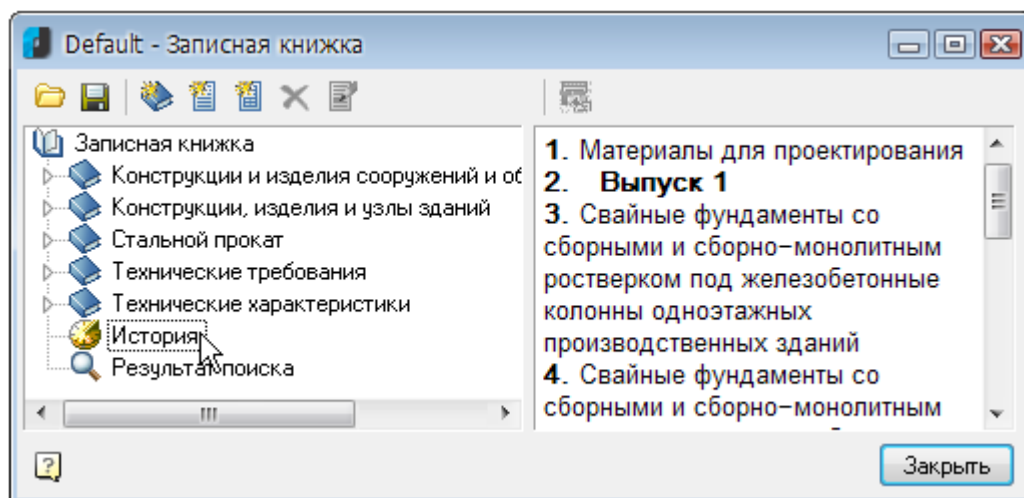 Default - Записная книжка
Записная книжка
Конструкции и изделия сооружений и об
Конструкции, изделия и узлы зданий
Стальной прокат
Технические требования
Технические характеристики
История
Результат поиска
1. Материалы для проектирования
2. Выпуск 1
3. Свайные фундаменты со
сборными и сборно-монолитным
ростверком под железобетонные
колонны одноэтажных
производственных зданий
4. Свайные фундаменты со
сборными и сборно-монолитным
Закрыть